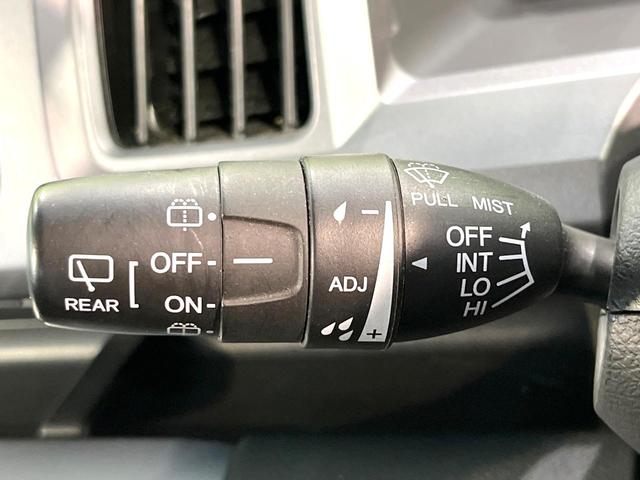 REAR
OFF
ON
ADJ
−
+
PULL MIST
OFF
INT
LO
HI